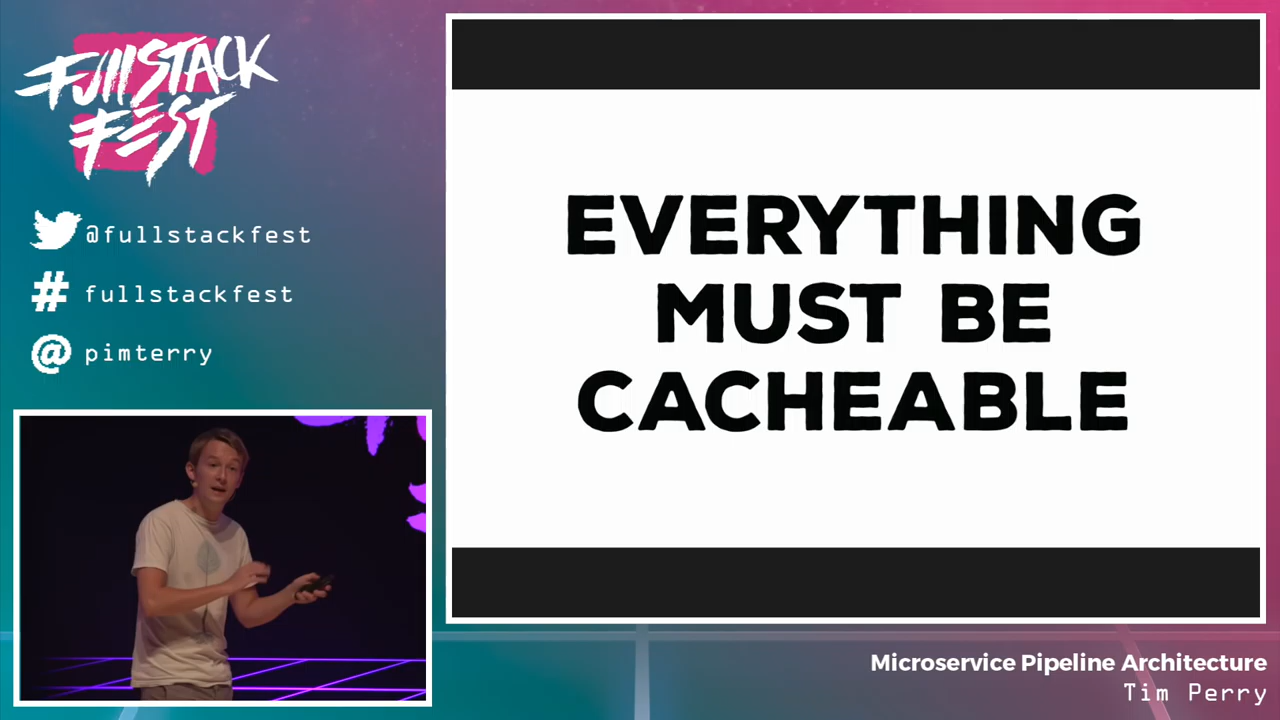 FullSTACK
FEST
@fullstackfest
# fullstackfest
@ pimterry
EVERYTHING
MUST BE
CACHEABLE
Microservice Pipeline Architecture
Tim Perry